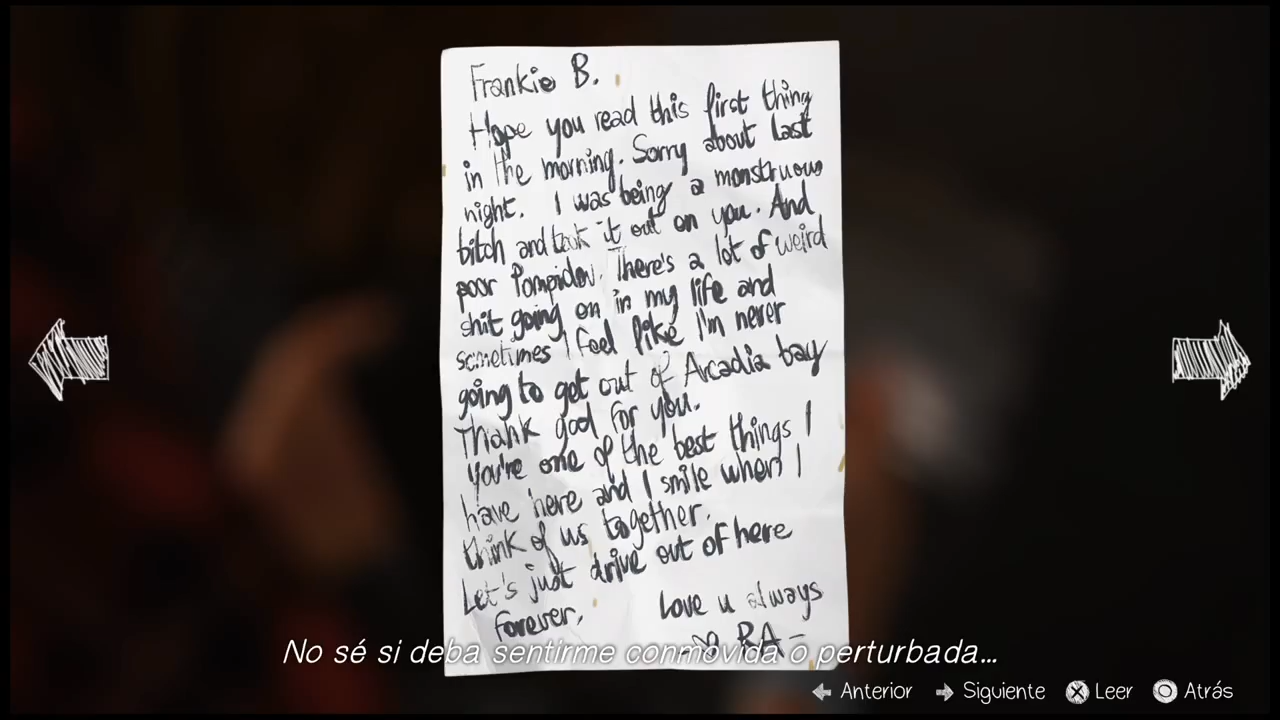 Frankie B.
Hope you read this first thing
in the morning. Sorry about last
night. I was being a monstruous
bitch and took it out on you. And
poor Pompidou. There's a lot of weird
shit going on in my life and
sometimes I feel like I'm never
going to get out of Arcadia bay
Thank god for you.
You're one of the best things I
have here and I smile when I
think of us together.
Let's just drive out of here
forever.
Love u always
RA -
No sé si deba sentirme conmovida o perturbada...
Anterior Siguiente Leer Atrás